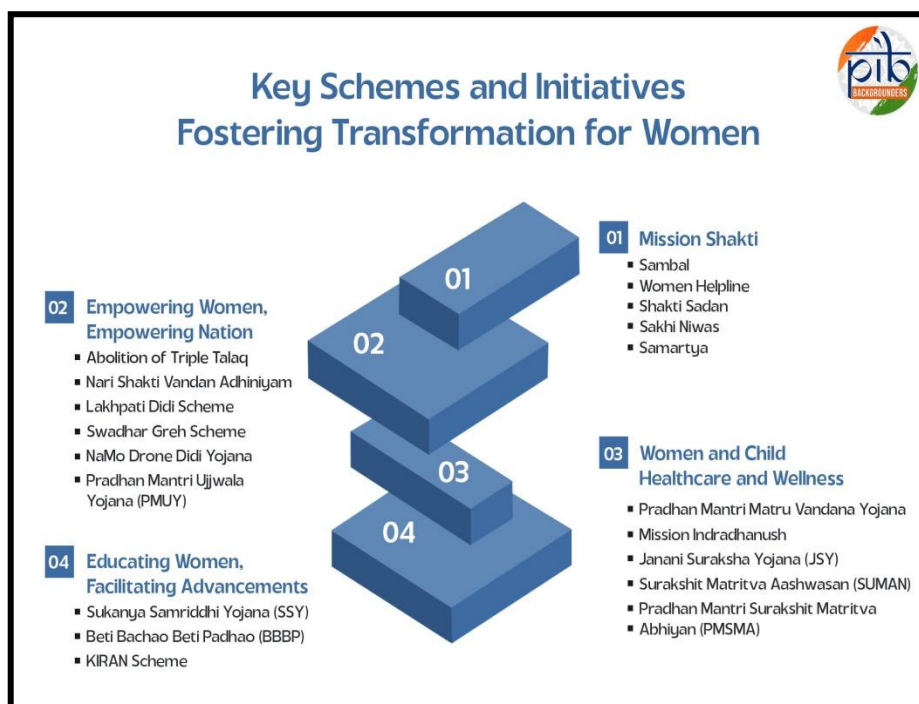 pib
BACKGROUNDERS
Key Schemes and Initiatives
Fostering Transformation for Women
01
02
03
04
01 Mission Shakti
▪ Sambal
▪ Women Helpline
▪ Shakti Sadan
▪ Sakhi Niwas
▪ Samartya
02 Empowering Women,
Empowering Nation
▪ Abolition of Triple Talaq
▪ Nari Shakti Vandan Adhiniyam
▪ Lakhpati Didi Scheme
▪ Swadhar Greh Scheme
▪ NaMo Drone Didi Yojana
▪ Pradhan Mantri Ujjwala
Yojana (PMUY)
03 Women and Child
Healthcare and Wellness
▪ Pradhan Mantri Matru Vandana Yojana
▪ Mission Indradhanush
▪ Janani Suraksha Yojana (JSY)
▪ Surakshit Matritva Aashwasan (SUMAN)
▪ Pradhan Mantri Surakshit Matritva
▪ Abhiyan (PMSMA)
04 Educating Women,
Facilitating Advancements
▪ Sukanya Samriddhi Yojana (SSY)
▪ Beti Bachao Beti Padhao (BBBP)
▪ KIRAN Scheme